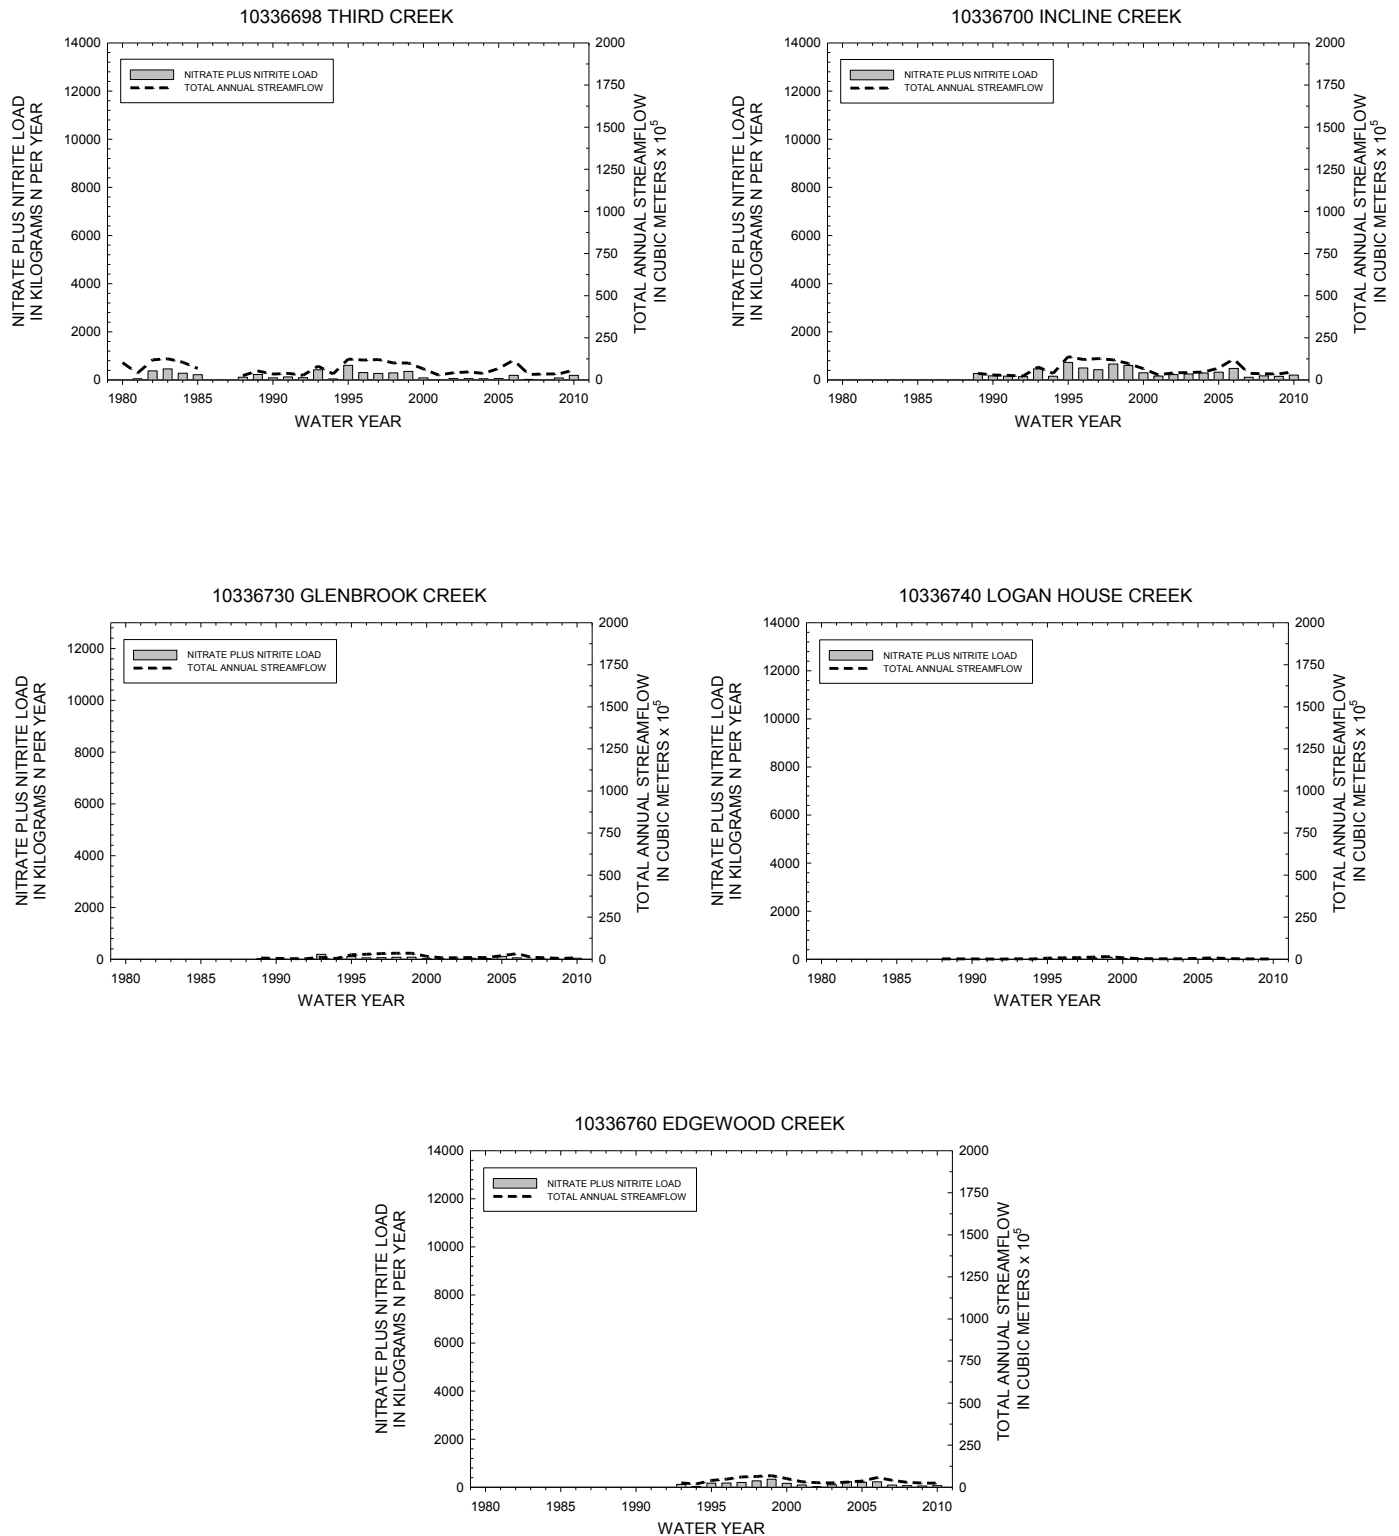 10336698 THIRD CREEK
NITRATE PLUS NITRITE LOAD
IN KILOGRAMS N PER YEAR
14000
12000
10000
8000
6000
4000
2000
0
NITRATE PLUS NITRITE LOAD
TOTAL ANNUAL STREAMFLOW
2000
1750
1500
1250
1000
750
500
250
0
TOTAL ANNUAL STREAMFLOW
IN CUBIC METERS x 10⁵
1980 1985 1990 1995 2000 2005 2010
WATER YEAR
10336700 INCLINE CREEK
NITRATE PLUS NITRITE LOAD
IN KILOGRAMS N PER YEAR
14000
12000
10000
8000
6000
4000
2000
0
NITRATE PLUS NITRITE LOAD
TOTAL ANNUAL STREAMFLOW
2000
1750
1500
1250
1000
750
500
250
0
TOTAL ANNUAL STREAMFLOW
IN CUBIC METERS x 10⁵
1980 1985 1990 1995 2000 2005 2010
WATER YEAR
10336730 GLENBROOK CREEK
NITRATE PLUS NITRITE LOAD
IN KILOGRAMS N PER YEAR
12000
10000
8000
6000
4000
2000
0
NITRATE PLUS NITRITE LOAD
TOTAL ANNUAL STREAMFLOW
2000
1750
1500
1250
1000
750
500
250
0
TOTAL ANNUAL STREAMFLOW
IN CUBIC METERS x 10⁵
1980 1985 1990 1995 2000 2005 2010
WATER YEAR
10336740 LOGAN HOUSE CREEK
NITRATE PLUS NITRITE LOAD
IN KILOGRAMS N PER YEAR
14000
12000
10000
8000
6000
4000
2000
0
NITRATE PLUS NITRITE LOAD
TOTAL ANNUAL STREAMFLOW
2000
1750
1500
1250
1000
750
500
250
0
TOTAL ANNUAL STREAMFLOW
IN CUBIC METERS x 10⁵
1980 1985 1990 1995 2000 2005 2010
WATER YEAR
10336760 EDGEWOOD CREEK
NITRATE PLUS NITRITE LOAD
IN KILOGRAMS N PER YEAR
14000
12000
10000
8000
6000
4000
2000
0
NITRATE PLUS NITRITE LOAD
TOTAL ANNUAL STREAMFLOW
2000
1750
1500
1250
1000
750
500
250
0
TOTAL ANNUAL STREAMFLOW
IN CUBIC METERS x 10⁵
1980 1985 1990 1995 2000 2005 2010
WATER YEAR